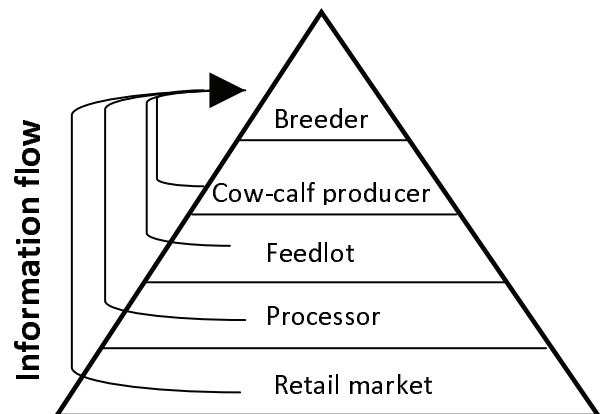 Information flow
Breeder
Cow-calf producer
Feedlot
Processor
Retail market